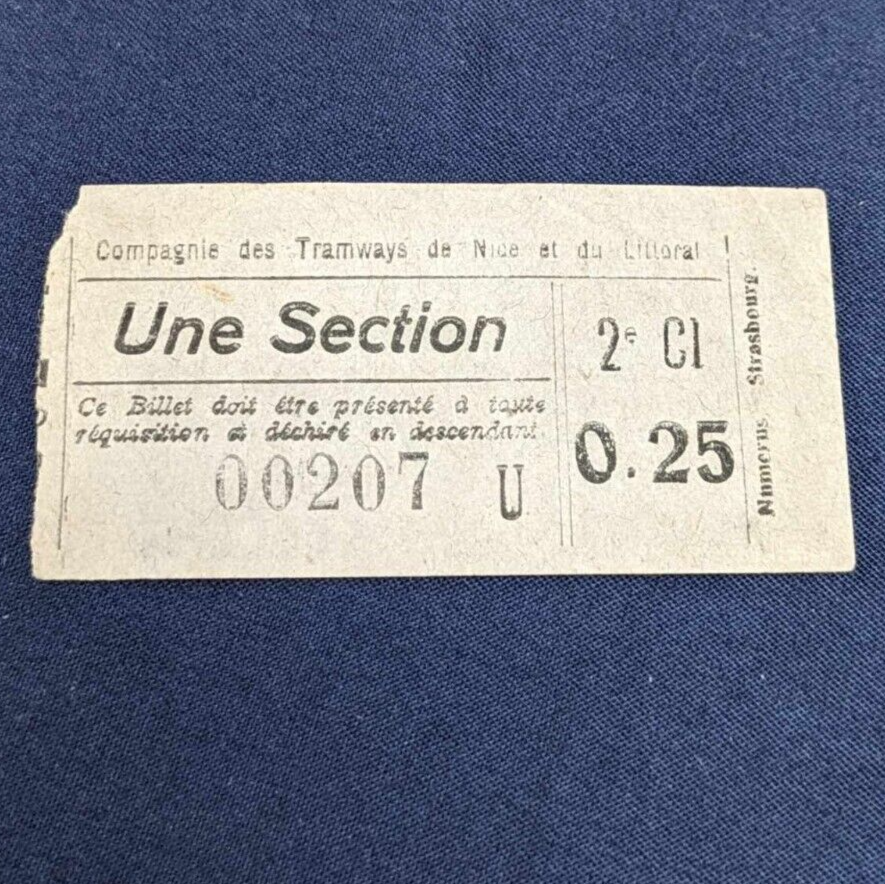 Compagnie des Tramways de Nice et du Littoral
Une Section
Ce Billet doit être présenté à toute
réquisition et déchiré en descendant.
00207 U
2e Cl
0.25
Numerus Strasbourg.